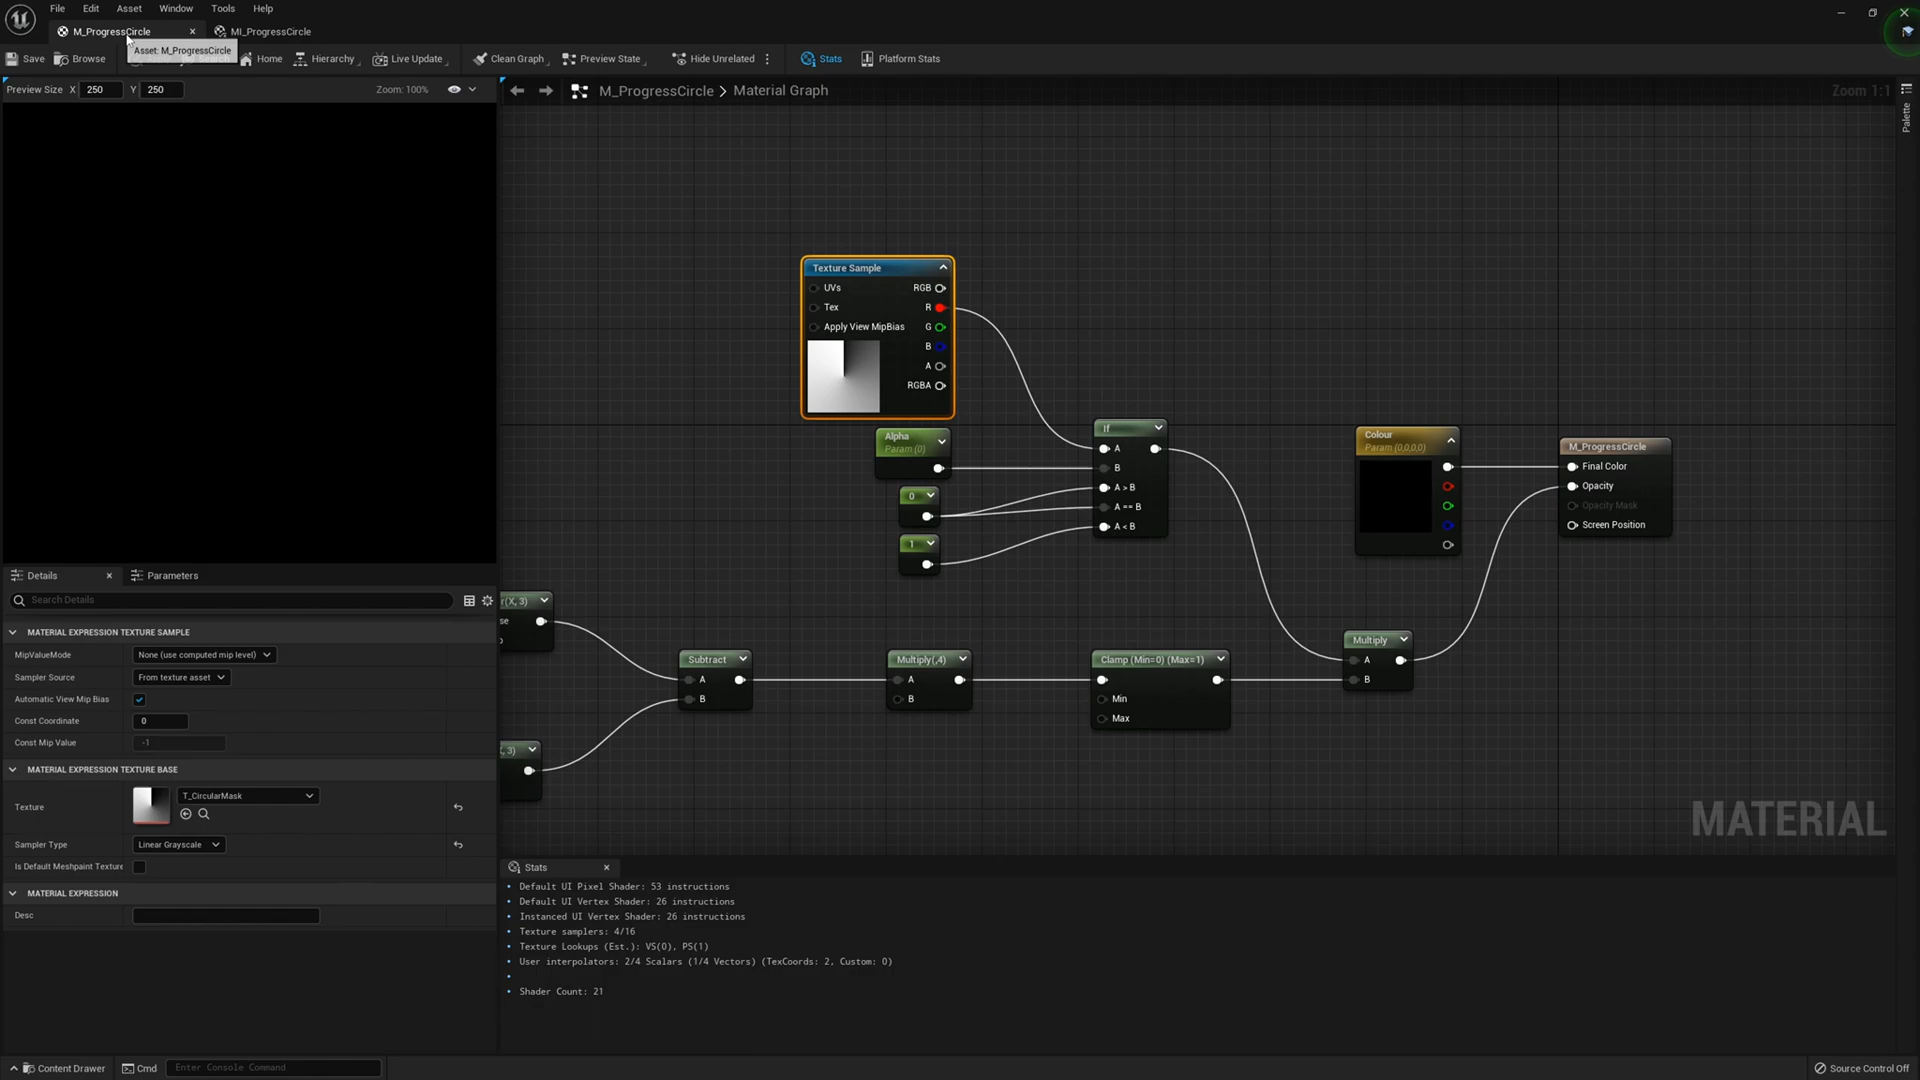 File Edit Asset Window Tools Help
M_ProgressCircle MI_ProgressCircle
Asset: M_ProgressCircle
Save Browse Search Home Hierarchy Live Update Clean Graph Preview State Hide Unrelated Stats Platform Stats
Preview Size X 250 Y 250 Zoom: 100%
M_ProgressCircle Material Graph Zoom 1:1
Palette
Texture Sample
UVs RGB
Tex R
Apply View MipBias G
B
A
RGBA
Alpha
Param (0)
0
1
If
A
B
A > B
A == B
A < B
Colour
Param (0,0,0,0)
M_ProgressCircle
Final Color
Opacity
Opacity Mask
Screen Position
r(X, 3)
Subtract
A
B
Multiply(,4)
A
B
Clamp (Min=0) (Max=1)
Min
Max
Multiply
A
B
, 3)
MATERIAL
Details Parameters
Search Details
MATERIAL EXPRESSION TEXTURE SAMPLE
MipValueMode None (use computed mip level)
Sampler Source From texture asset
Automatic View Mip Bias
Const Coordinate 0
Const Mip Value -1
MATERIAL EXPRESSION TEXTURE BASE
Texture T_CircularMask
Sampler Type Linear Grayscale
Is Default Meshpaint Texture
MATERIAL EXPRESSION
Desc
Stats
Default UI Pixel Shader: 53 instructions
Default UI Vertex Shader: 26 instructions
Instanced UI Vertex Shader: 26 instructions
Texture samplers: 4/16
Texture Lookups (Est.): VS(0), PS(1)
User interpolators: 2/4 Scalars (1/4 Vectors) (TexCoords: 2, Custom: 0)
Shader Count: 21
Content Drawer Cmd Enter Console Command Source Control Off